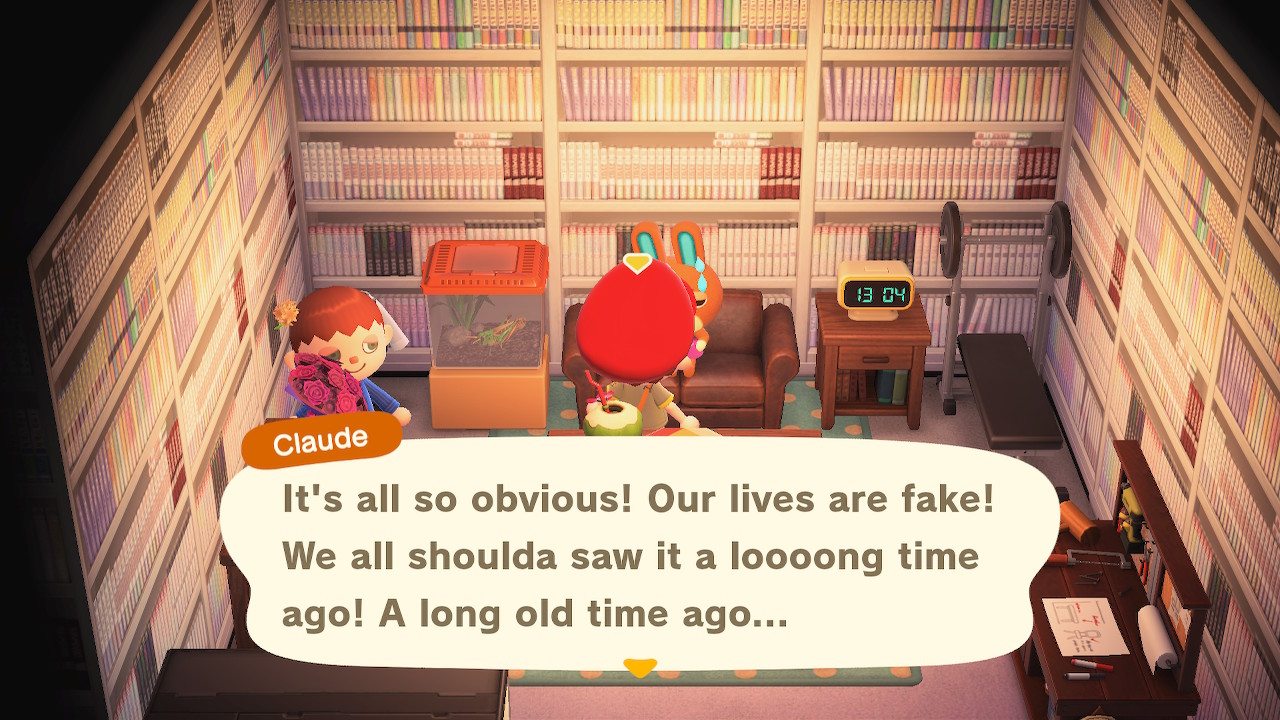 13 04
Claude
It's all so obvious! Our lives are fake!
We all shoulda saw it a loooong time
ago! A long old time ago...